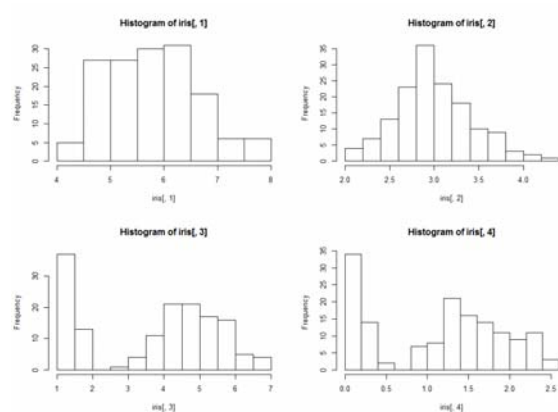 Histogram of iris[, 1]
Frequency
0 5 10 15 20 25 30
4 5 6 7 8
iris[, 1]
Histogram of iris[, 2]
Frequency
0 5 10 15 20 25 30 35
2.0 2.5 3.0 3.5 4.0
iris[, 2]
Histogram of iris[, 3]
Frequency
0 10 20 30
1 2 3 4 5 6 7
iris[, 3]
Histogram of iris[, 4]
Frequency
0 5 10 15 20 25 30 35
0.0 0.5 1.0 1.5 2.0 2.5
iris[, 4]